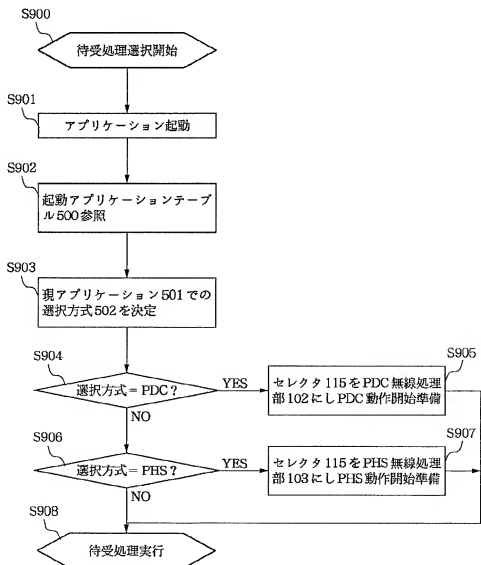 S900
待受処理選択開始
S901
アプリケーション起動
S902
起動アプリケーションテーブ
ル500参照
S903
現アプリケーション501での
選択方式502を決定
S904
選択方式=PDC?
YES
S905
セレクタ115をPDC無線処理
部102にしPDC動作開始準備
NO
S906
選択方式=PHS?
YES
S907
セレクタ115をPHS無線処理
部103にしPHS動作開始準備
NO
S908
待受処理実行